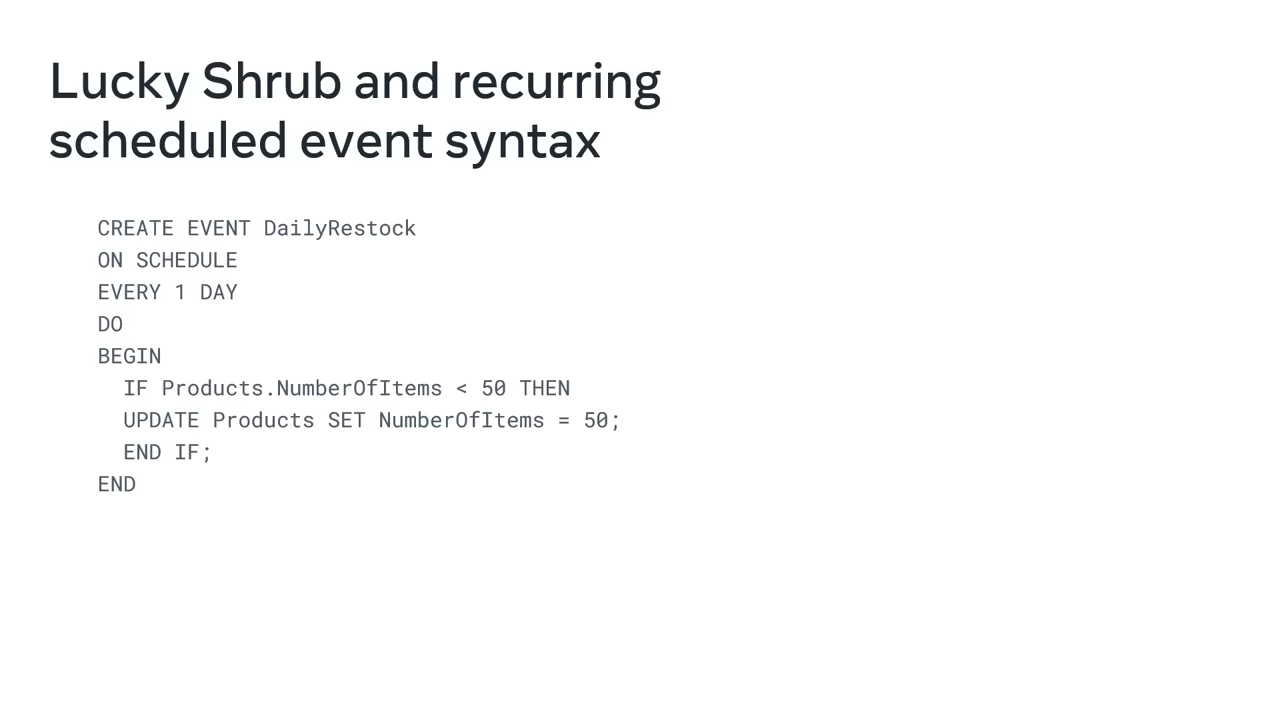 Lucky Shrub and recurring
scheduled event syntax
CREATE EVENT DailyRestock
ON SCHEDULE
EVERY 1 DAY
DO
BEGIN
IF Products.NumberOfItems < 50 THEN
UPDATE Products SET NumberOfItems = 50;
END IF;
END